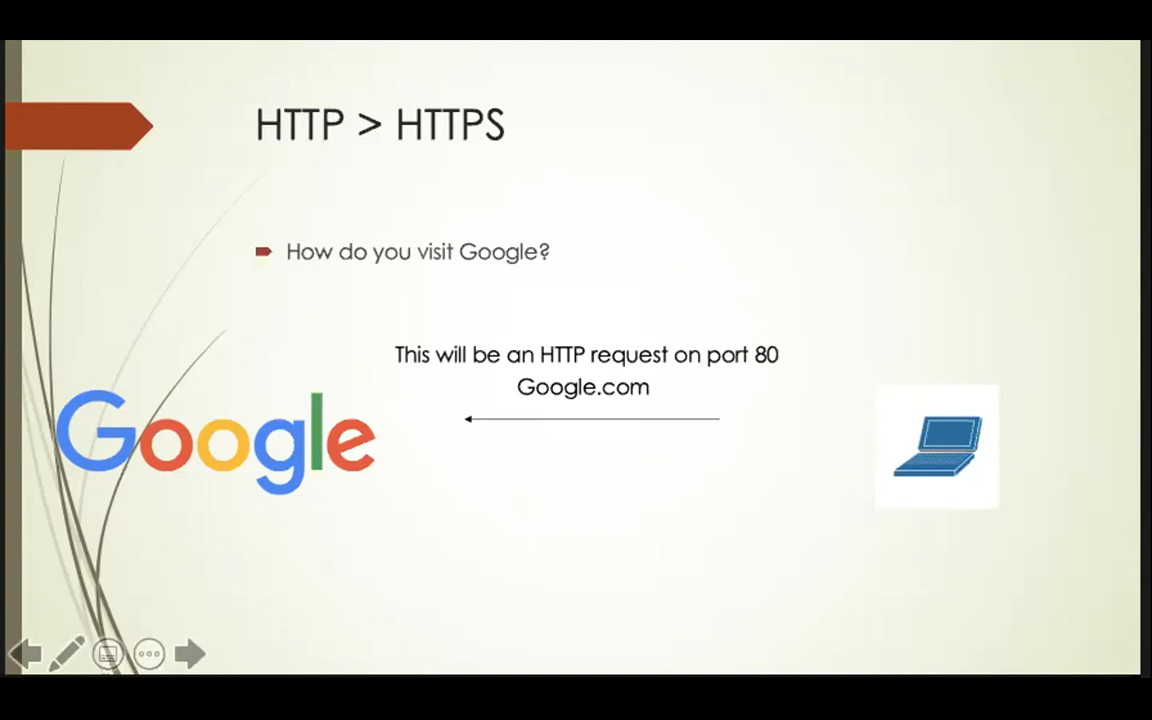 HTTP > HTTPS
How do you visit Google?
This will be an HTTP request on port 80
Google.com
Google